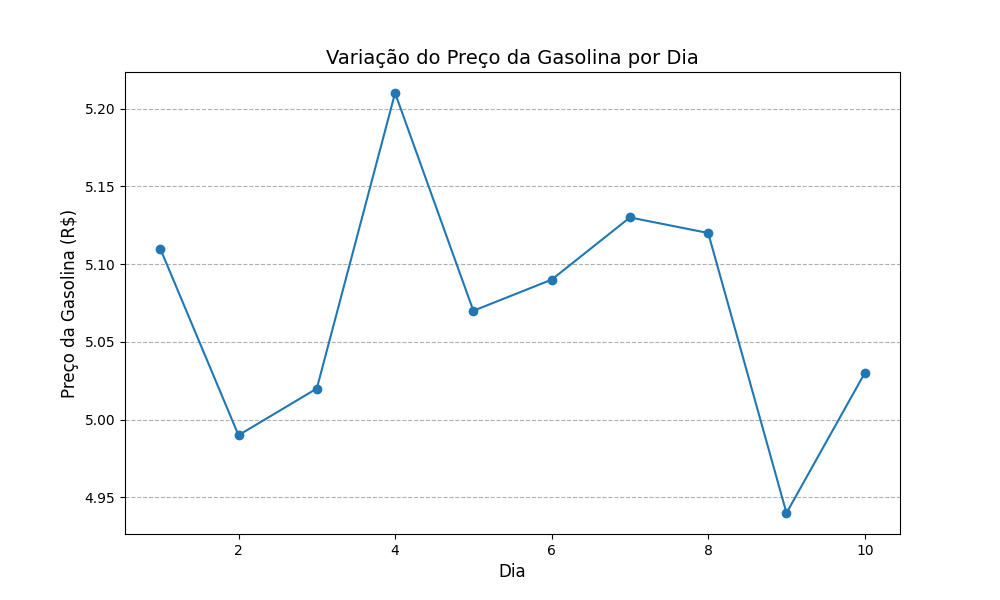 Variação do Preço da Gasolina por Dia
Preço da Gasolina (R$)
5.20
5.15
5.10
5.05
5.00
4.95
2 4 6 8 10
Dia